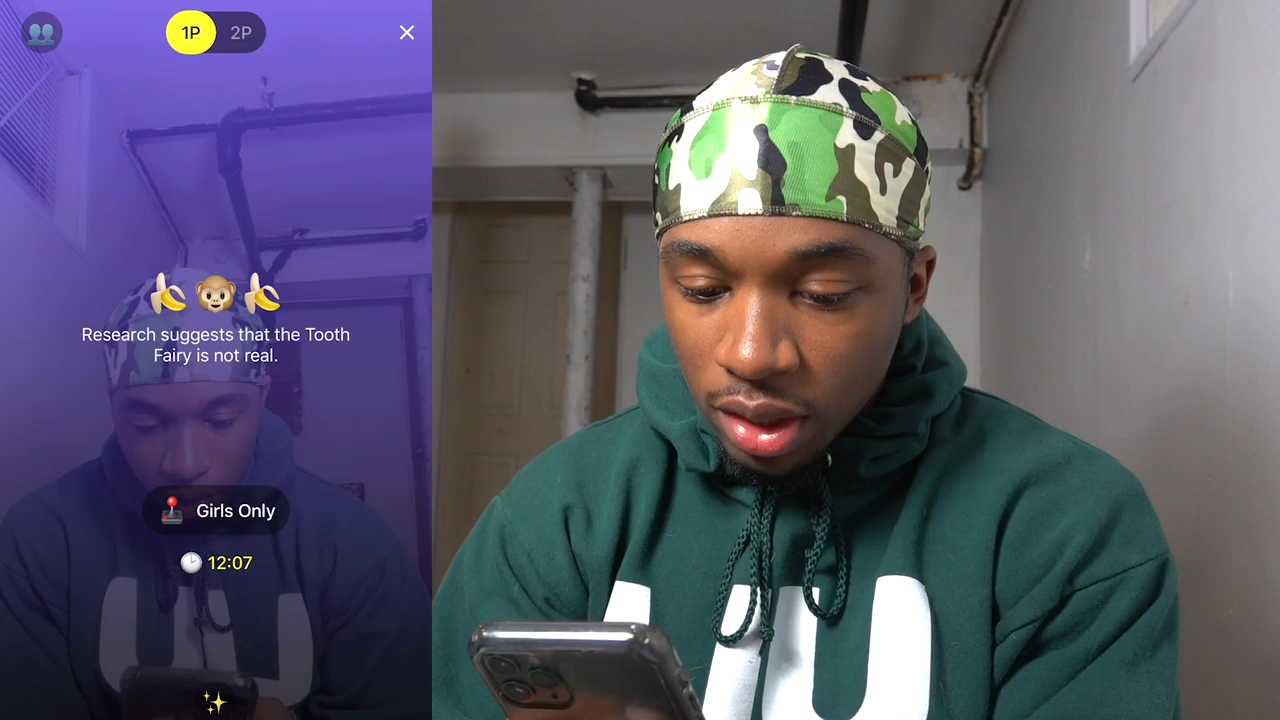 1P 2P
Research suggests that the Tooth
Fairy is not real.
Girls Only
12:07